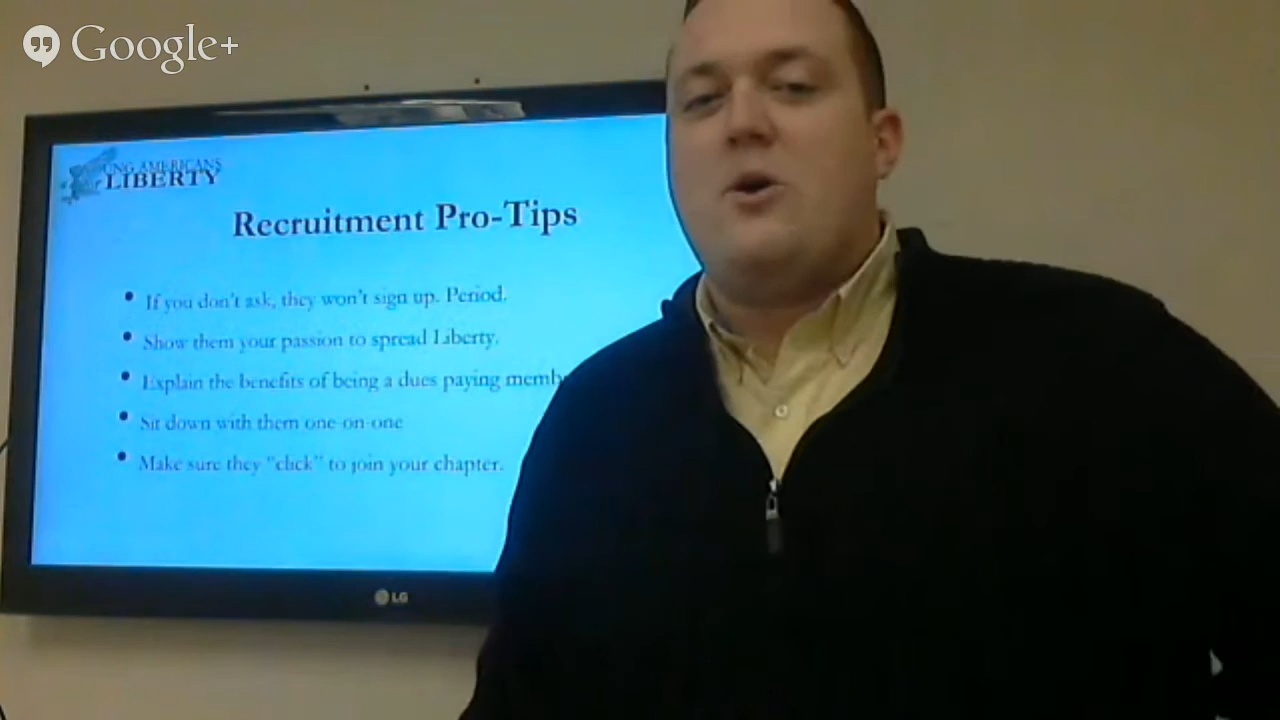 Google+
UNG AMERICANS
LIBERTY
Recruitment Pro-Tips
• If you don't ask, they won't sign up. Period.
• Show them your passion to spread Liberty.
• Explain the benefits of being a dues paying memb
• Sit down with them one-on-one
• Make sure they "click" to join your chapter.
LG